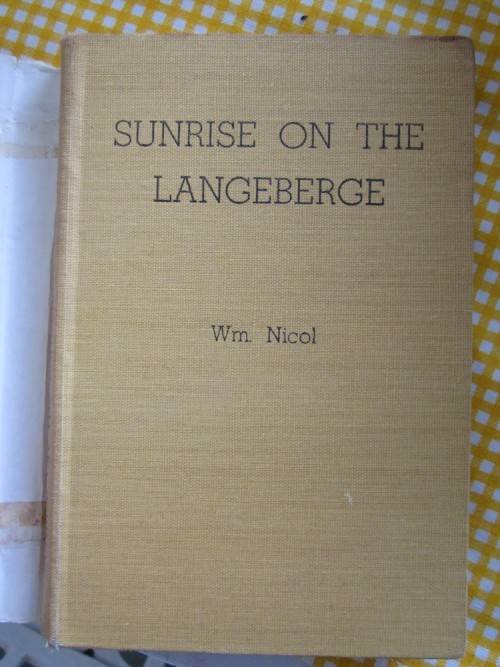 SUNRISE ON THE
LANGEBERGE
Wm. Nicol